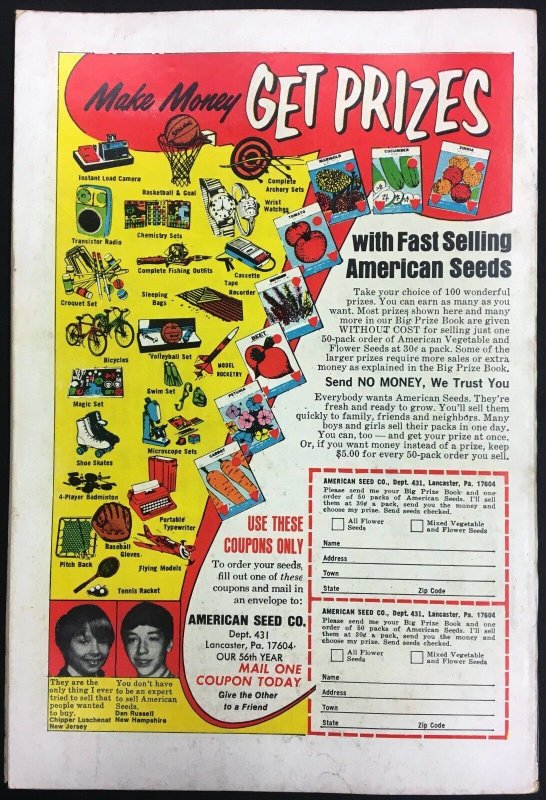 Make Money GET PRIZES
SPALDING
Instant Load Camera
Basketball & Goal
Complete
Archery Sets
Wrist
Watches
Transistor Radio
Chemistry Sets
Complete Fishing Outfits
Cassette
Tape
Recorder
Croquet Set
Sleeping
Bags
Bicycles
Volleyball Set
MODEL
ROCKETRY
Magic Set
Swim Set
Shoe Skates
Microscope Sets
4-Player Badminton
Portable
Typewriter
Baseball
Gloves
Pitch Back
Flying Models
Tennis Racket
MARIGOLD
CUCUMBER
ZINNIA
TOMATO
BEET
PETUNIA
CARROT
with Fast Selling
American Seeds
Take your choice of 100 wonderful
prizes. You can earn as many as you
want. Most prizes shown here and many
more in our Big Prize Book are given
WITHOUT COST for selling just one
50-pack order of American Vegetable and
Flower Seeds at 30¢ a pack. Some of the
larger prizes require more sales or extra
money as explained in the Big Prize Book.
Send NO MONEY, We Trust You
Everybody wants American Seeds. They're
fresh and ready to grow. You'll sell them
quickly to family, friends and neighbors. Many
boys and girls sell their packs in one day.
You can, too — and get your prize at once.
Or, if you want money instead of a prize, keep
$5.00 for every 50-pack order you sell.
USE THESE
COUPONS ONLY
To order your seeds,
fill out one of these
coupons and mail in
an envelope to:
AMERICAN SEED CO.
Dept. 431
Lancaster, Pa. 17604
OUR 56th YEAR
MAIL ONE
COUPON TODAY
Give the Other
to a Friend
They are the
only thing I ever
tried to sell that
people wanted
to buy.
Chipper Luschenat
New Jersey
You don't have
to be an expert
to sell American
Seeds.
Dan Russell
New Hampshire
AMERICAN SEED CO., Dept. 431, Lancaster, Pa. 17604
Please send me your Big Prize Book and one
order of 50 packs of American Seeds. I'll sell
them at 30¢ a pack, send you the money and
choose my prize. Send seeds checked.
All Flower
Seeds
Mixed Vegetable
and Flower Seeds
Name
Address
Town
State Zip Code
AMERICAN SEED CO., Dept. 431, Lancaster, Pa. 17604
Please send me your Big Prize Book and one
order of 50 packs of American Seeds. I'll sell
them at 30¢ a pack, send you the money and
choose my prize. Send seeds checked.
All Flower
Seeds
Mixed Vegetable
and Flower Seeds
Name
Address
Town
State Zip Code